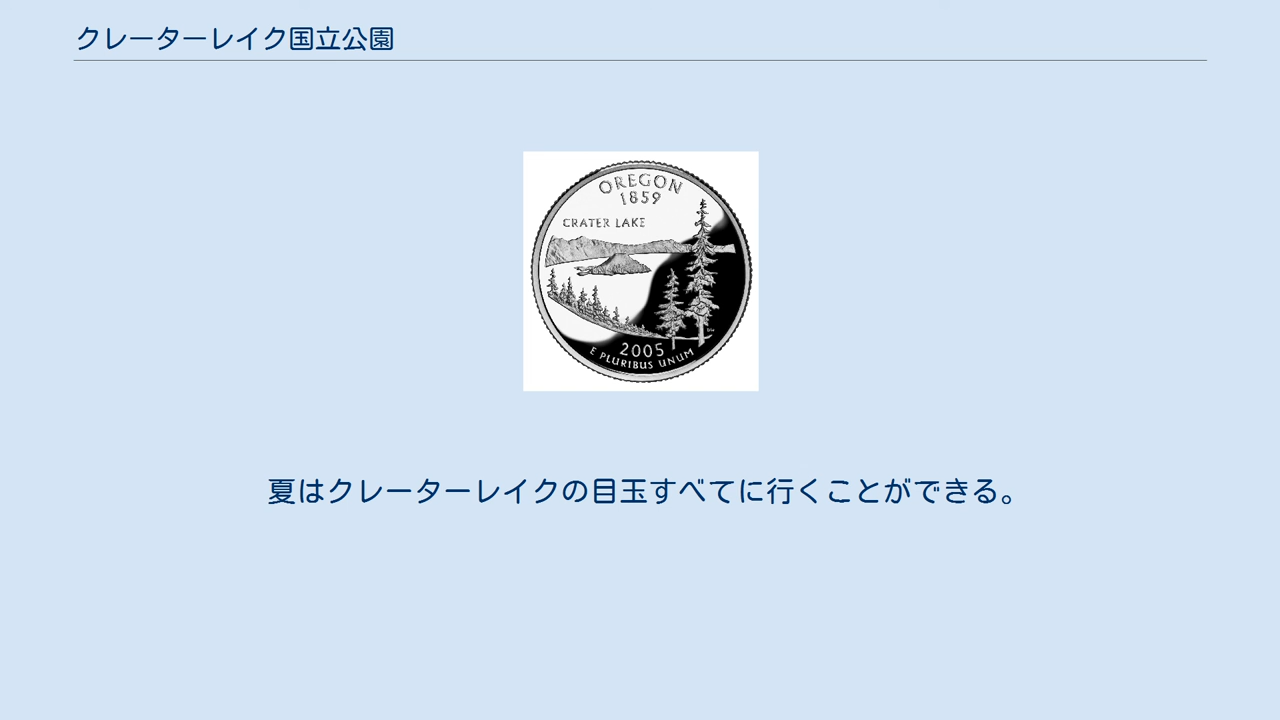 クレーターレイク国立公園
OREGON
1859
CRATER LAKE
2005
E PLURIBUS UNUM
夏はクレーターレイクの目玉すべてに行くことができる。